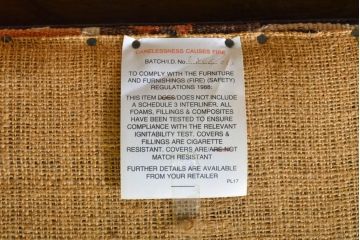 CARELESSNESS CAUSES FIRE
BATCH/I.D. No.
TO COMPLY WITH THE FURNITURE
AND FURNISHINGS (FIRE) (SAFETY)
REGULATIONS 1988:
THIS ITEM DOES/DOES NOT INCLUDE
A SCHEDULE 3 INTERLINER. ALL
FOAMS, FILLINGS & COMPOSITES
HAVE BEEN TESTED TO ENSURE
COMPLIANCE WITH THE RELEVANT
IGNITABILITY TEST. COVERS &
FILLINGS ARE CIGARETTE
RESISTANT. COVERS ARE/ARE NOT
MATCH RESISTANT
FURTHER DETAILS ARE AVAILABLE
FROM YOUR RETAILER
PL17